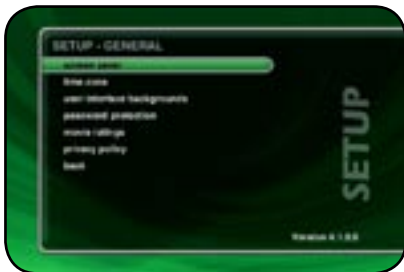 SETUP - GENERAL
screen saver
time zone
user interface backgrounds
password protection
movie ratings
privacy policy
back
SETUP